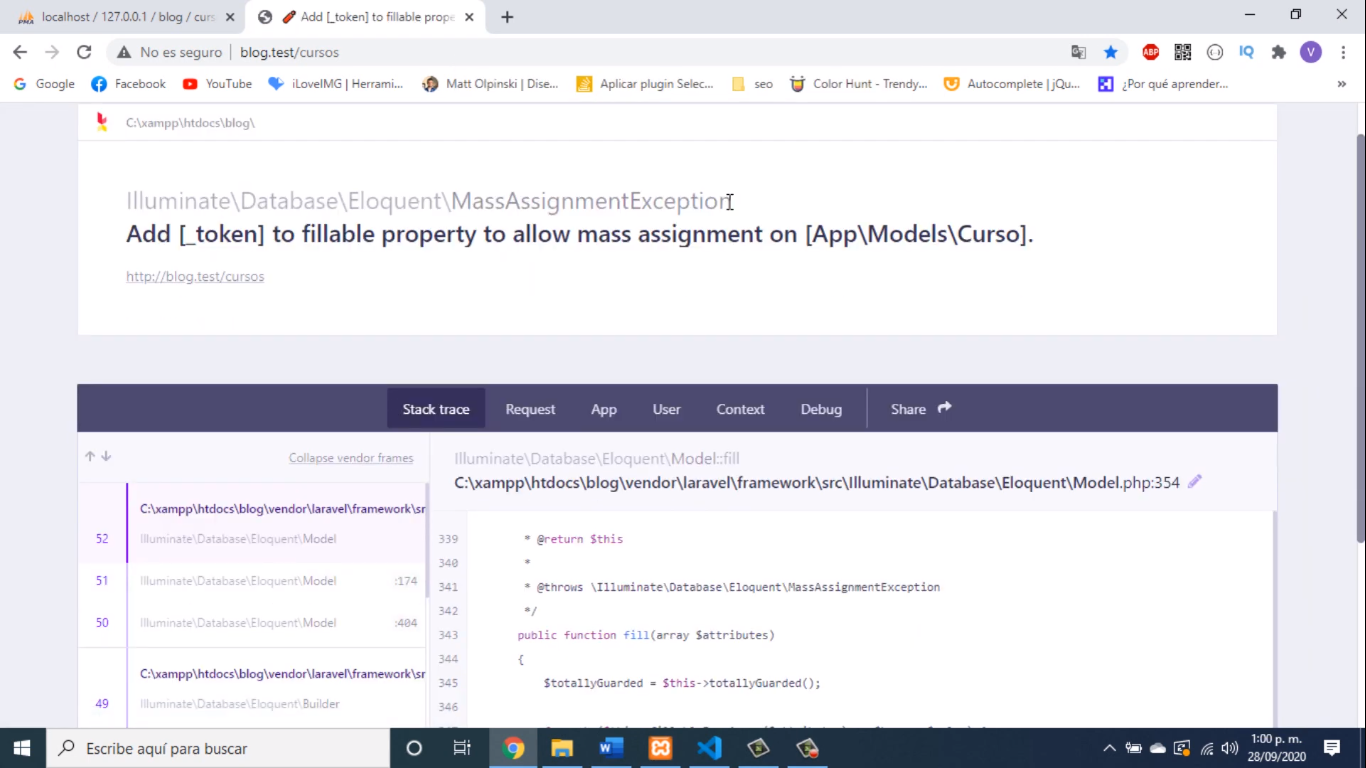 localhost / 127.0.0.1 / blog / curs
Add [_token] to fillable prope
No es seguro
blog.test/cursos
ABP
IQ
V
Google
Facebook
YouTube
iLoveIMG | Herrami...
Matt Olpinski | Dise...
Aplicar plugin Selec...
seo
Color Hunt - Trendy...
Autocomplete | jQu...
¿Por qué aprender...
»
C:\xampp\htdocs\blog\
Illuminate\Database\Eloquent\MassAssignmentException
Add [_token] to fillable property to allow mass assignment on [App\Models\Curso].
http://blog.test/cursos
Stack trace
Request
App
User
Context
Debug
Share
Collapse vendor frames
Illuminate\Database\Eloquent\Model::fill
C:\xampp\htdocs\blog\vendor\laravel\framework\src\Illuminate\Database\Eloquent\Model.php:354
C:\xampp\htdocs\blog\vendor\laravel\framework\sr
52 Illuminate\Database\Eloquent\Model
51 Illuminate\Database\Eloquent\Model :174
50 Illuminate\Database\Eloquent\Model :404
C:\xampp\htdocs\blog\vendor\laravel\framework\sr
49 Illuminate\Database\Eloquent\Builder
339 * @return $this
340 *
341 * @throws \Illuminate\Database\Eloquent\MassAssignmentException
342 */
343 public function fill(array $attributes)
344 {
345 $totallyGuarded = $this->totallyGuarded();
346
Escribe aquí para buscar
1:00 p. m.
28/09/2020